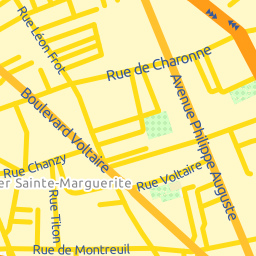 Rue Léon Frot
Rue de Charonne
Boulevard Voltaire
Avenue Philippe Auguste
Rue Chanzy
er Sainte-Marguerite
Rue Voltaire
Rue Titon
Rue de Montreuil